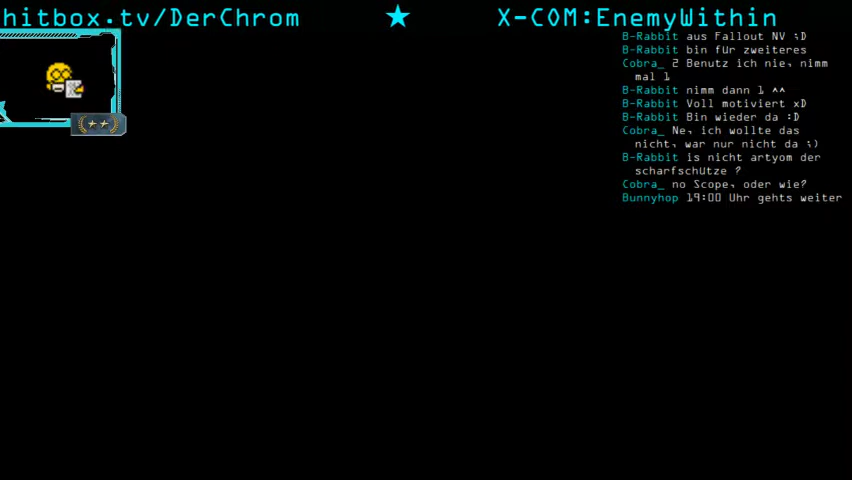 hitbox.tv/DerChrom ★ X-COM:EnemyWithin
B-Rabbit aus Fallout NV ;D
B-Rabbit bin für zweiteres
Cobra_ 2 Benutz ich nie, nimm
mal 1
B-Rabbit nimm dann 1 ^^
B-Rabbit Voll motiviert xD
B-Rabbit Bin wieder da :D
Cobra_ Ne, ich wollte das
nicht, war nur nicht da ;)
B-Rabbit is nicht artyom der
scharfschütze ?
Cobra_ no Scope, oder wie?
Bunnyhop 19:00 Uhr gehts weiter